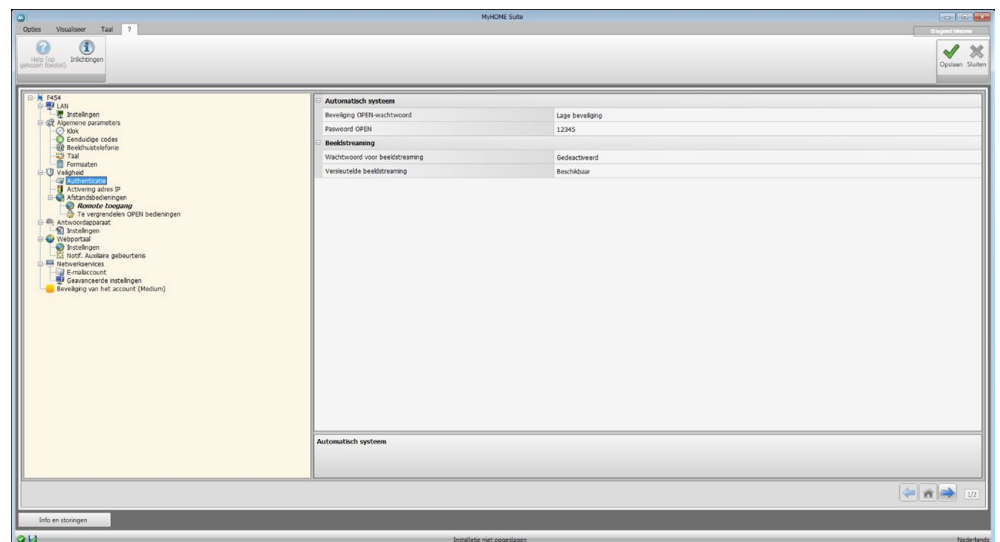 MyHOME Suite
Opties Visualiseer Taal ?
Help (op gekozen toestel)
Inlichtingen
Opslaan Sluiten
F454
LAN
Instellingen
Algemene parameters
Klok
Eenduidige codes
Beeldhuistelefonie
Taal
Formaaten
Veiligheid
Authenticatie
Activering adres IP
Afstandsbedieningen
Remote toegang
Te vergrendelen OPEN bedieningen
Antwoordapparaat
Instellingen
Webportaal
Instellingen
Notif. Auxiliaire gebeurtenis
Netwerkservices
E-mailaccount
Geavanceerde instellingen
Beveiliging van het account (Medium)
Automatisch systeem
Beveiliging OPEN-wachtwoord Lage beveiliging
Paswoord OPEN 12345
Beeldstreaming
Wachtwoord voor beeldstreaming Gedeactiveerd
Versleutelde beeldstreaming Beschikbaar
Automatisch systeem
1/2
Info en storingen
Installatie niet opgeslagen
Nederlands